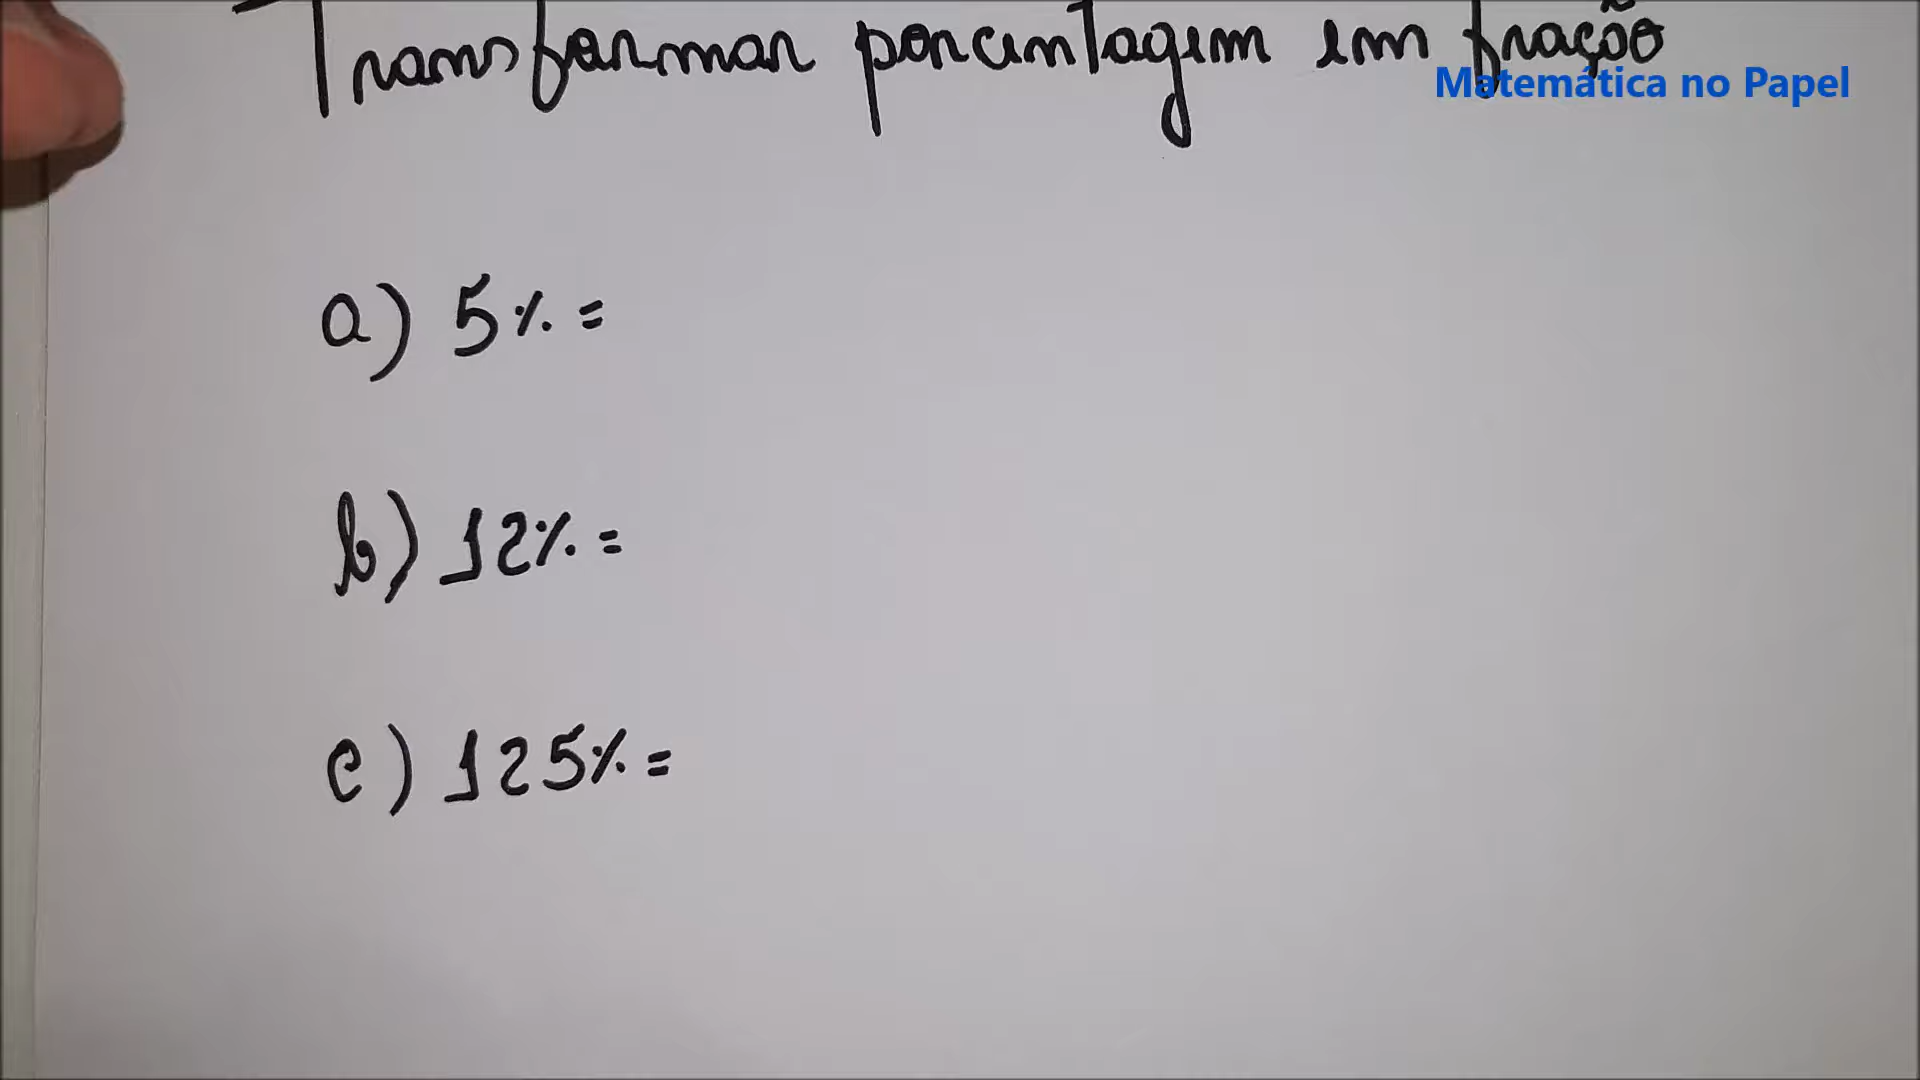 Transformar porcentagem em fração
Matemática no Papel
a) 5% =
b) 12% =
c) 125% =